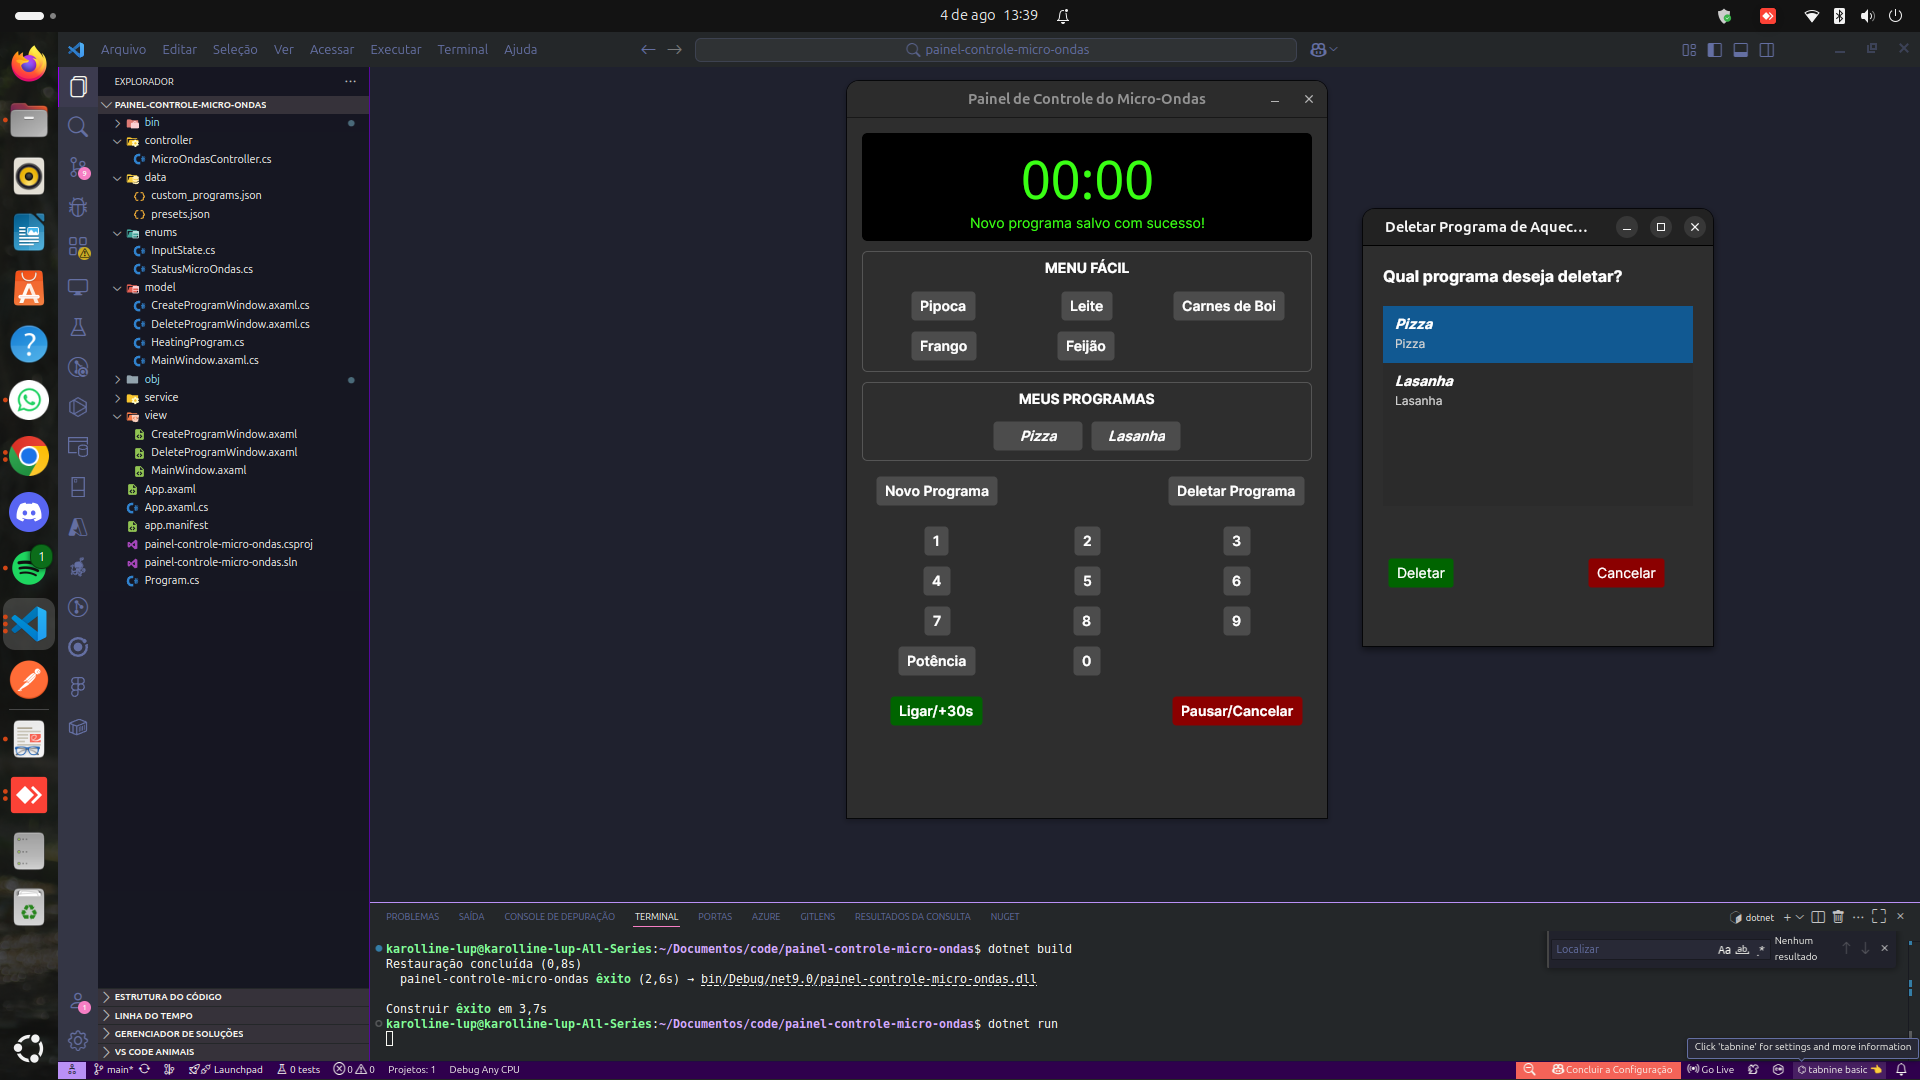 4 de ago 13:39
Arquivo Editar Seleção Ver Acessar Executar Terminal Ajuda
painel-controle-micro-ondas
EXPLORADOR
PAINEL-CONTROLE-MICRO-ONDAS
bin
controller
MicroOndasController.cs
data
custom_programs.json
presets.json
enums
InputState.cs
StatusMicroOndas.cs
model
CreateProgramWindow.axaml.cs
DeleteProgramWindow.axaml.cs
HeatingProgram.cs
MainWindow.axaml.cs
obj
service
view
CreateProgramWindow.axaml
DeleteProgramWindow.axaml
MainWindow.axaml
App.axaml
App.axaml.cs
app.manifest
painel-controle-micro-ondas.csproj
painel-controle-micro-ondas.sln
Program.cs
ESTRUTURA DO CÓDIGO
LINHA DO TEMPO
GERENCIADOR DE SOLUÇÕES
VS CODE ANIMAIS
9
1
1
Painel de Controle do Micro-Ondas
00:00
Novo programa salvo com sucesso!
MENU FÁCIL
Pipoca Leite Carnes de Boi
Frango Feijão
MEUS PROGRAMAS
Pizza Lasanha
Novo Programa Deletar Programa
1 2 3
4 5 6
7 8 9
Potência 0
Ligar/+30s Pausar/Cancelar
Deletar Programa de Aquec...
Qual programa deseja deletar?
Pizza
Pizza
Lasanha
Lasanha
Deletar Cancelar
PROBLEMAS SAÍDA CONSOLE DE DEPURAÇÃO TERMINAL PORTAS AZURE GITLENS RESULTADOS DA CONSULTA NUGET
dotnet
karolline-lup@karolline-lup-All-Series:~/Documentos/code/painel-controle-micro-ondas$ dotnet build
Restauração concluída (0,8s)
painel-controle-micro-ondas êxito (2,6s) → bin/Debug/net9.0/painel-controle-micro-ondas.dll
Construir êxito em 3,7s
karolline-lup@karolline-lup-All-Series:~/Documentos/code/painel-controle-micro-ondas$ dotnet run
Localizar Aa ab .* Nenhum
resultado
Click 'tabnine' for settings and more information
main* Launchpad 0 tests 0 0 Projetos: 1 Debug Any CPU
Concluir a Configuração Go Live tabnine basic